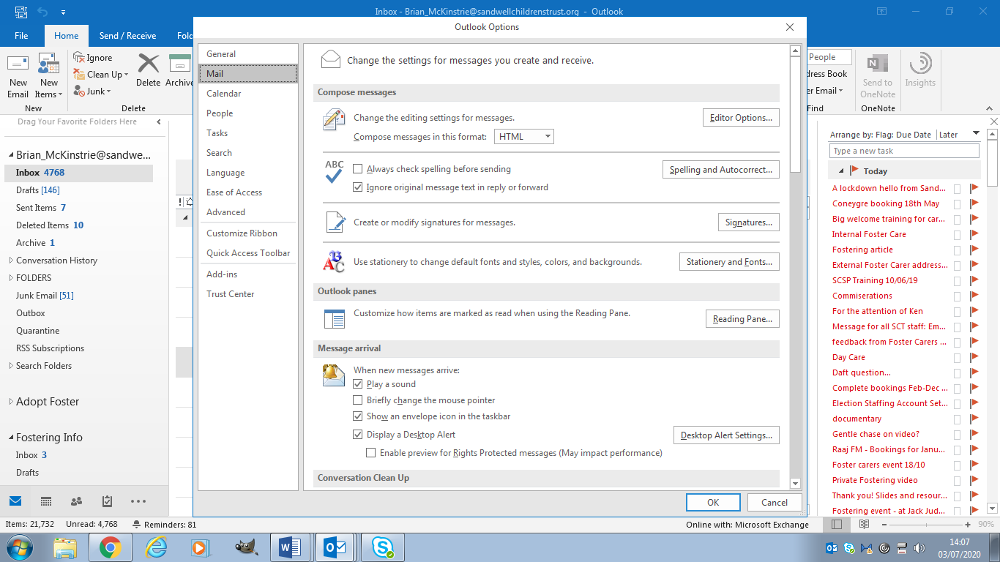 Inbox - Brian_McKinstrie@sandwellchildrenstrust.org - Outlook
File
Home
Send / Receive
Outlook Options
New Email
New Items
New
Ignore
Clean Up
Junk
Delete
Archive
Delete
People
Send to OneNote
OneNote
Insights
Drag Your Favorite Folders Here
Brian_McKinstrie@sandwe...
Inbox 4768
Drafts [146]
Sent Items 7
Deleted Items 10
Archive 1
Conversation History
FOLDERS
Junk Email [51]
Outbox
Quarantine
RSS Subscriptions
Search Folders
Adopt Foster
Fostering Info
Inbox 3
Drafts
General
Mail
Calendar
People
Tasks
Search
Language
Ease of Access
Advanced
Customize Ribbon
Quick Access Toolbar
Add-ins
Trust Center
Change the settings for messages you create and receive.
Compose messages
Change the editing settings for messages.
Editor Options...
Compose messages in this format: HTML
ABC
Always check spelling before sending
Spelling and Autocorrect...
Ignore original message text in reply or forward
Create or modify signatures for messages.
Signatures...
Use stationery to change default fonts and styles, colors, and backgrounds.
Stationery and Fonts...
Outlook panes
Customize how items are marked as read when using the Reading Pane.
Reading Pane...
Message arrival
When new messages arrive:
Play a sound
Briefly change the mouse pointer
Show an envelope icon in the taskbar
Display a Desktop Alert
Desktop Alert Settings...
Enable preview for Rights Protected messages (May impact performance)
Conversation Clean Up
OK
Cancel
Arrange by: Flag: Due Date Later
Type a new task
Today
A lockdown hello from Sand...
Coneygre booking 18th May
Big welcome training for car...
Internal Foster Care
Fostering article
External Foster Carer address...
SCSP Training 10/06/19
Commiserations
For the attention of Ken
Message for all SCT staff: Em...
feedback from Foster Carers ...
Day Care
Daft question...
Complete bookings Feb-Dec ...
Election Staffing Account Set...
documentary
Gentle chase on video?
Raaj FM - Bookings for Janu...
Foster carers event 18/10
Private Fostering video
Thank you! Slides and resour...
Fostering event - at Jack Jud...
Items: 21,732 Unread: 4,768 Reminders: 81
Online with: Microsoft Exchange
90%
14:07
03/07/2020